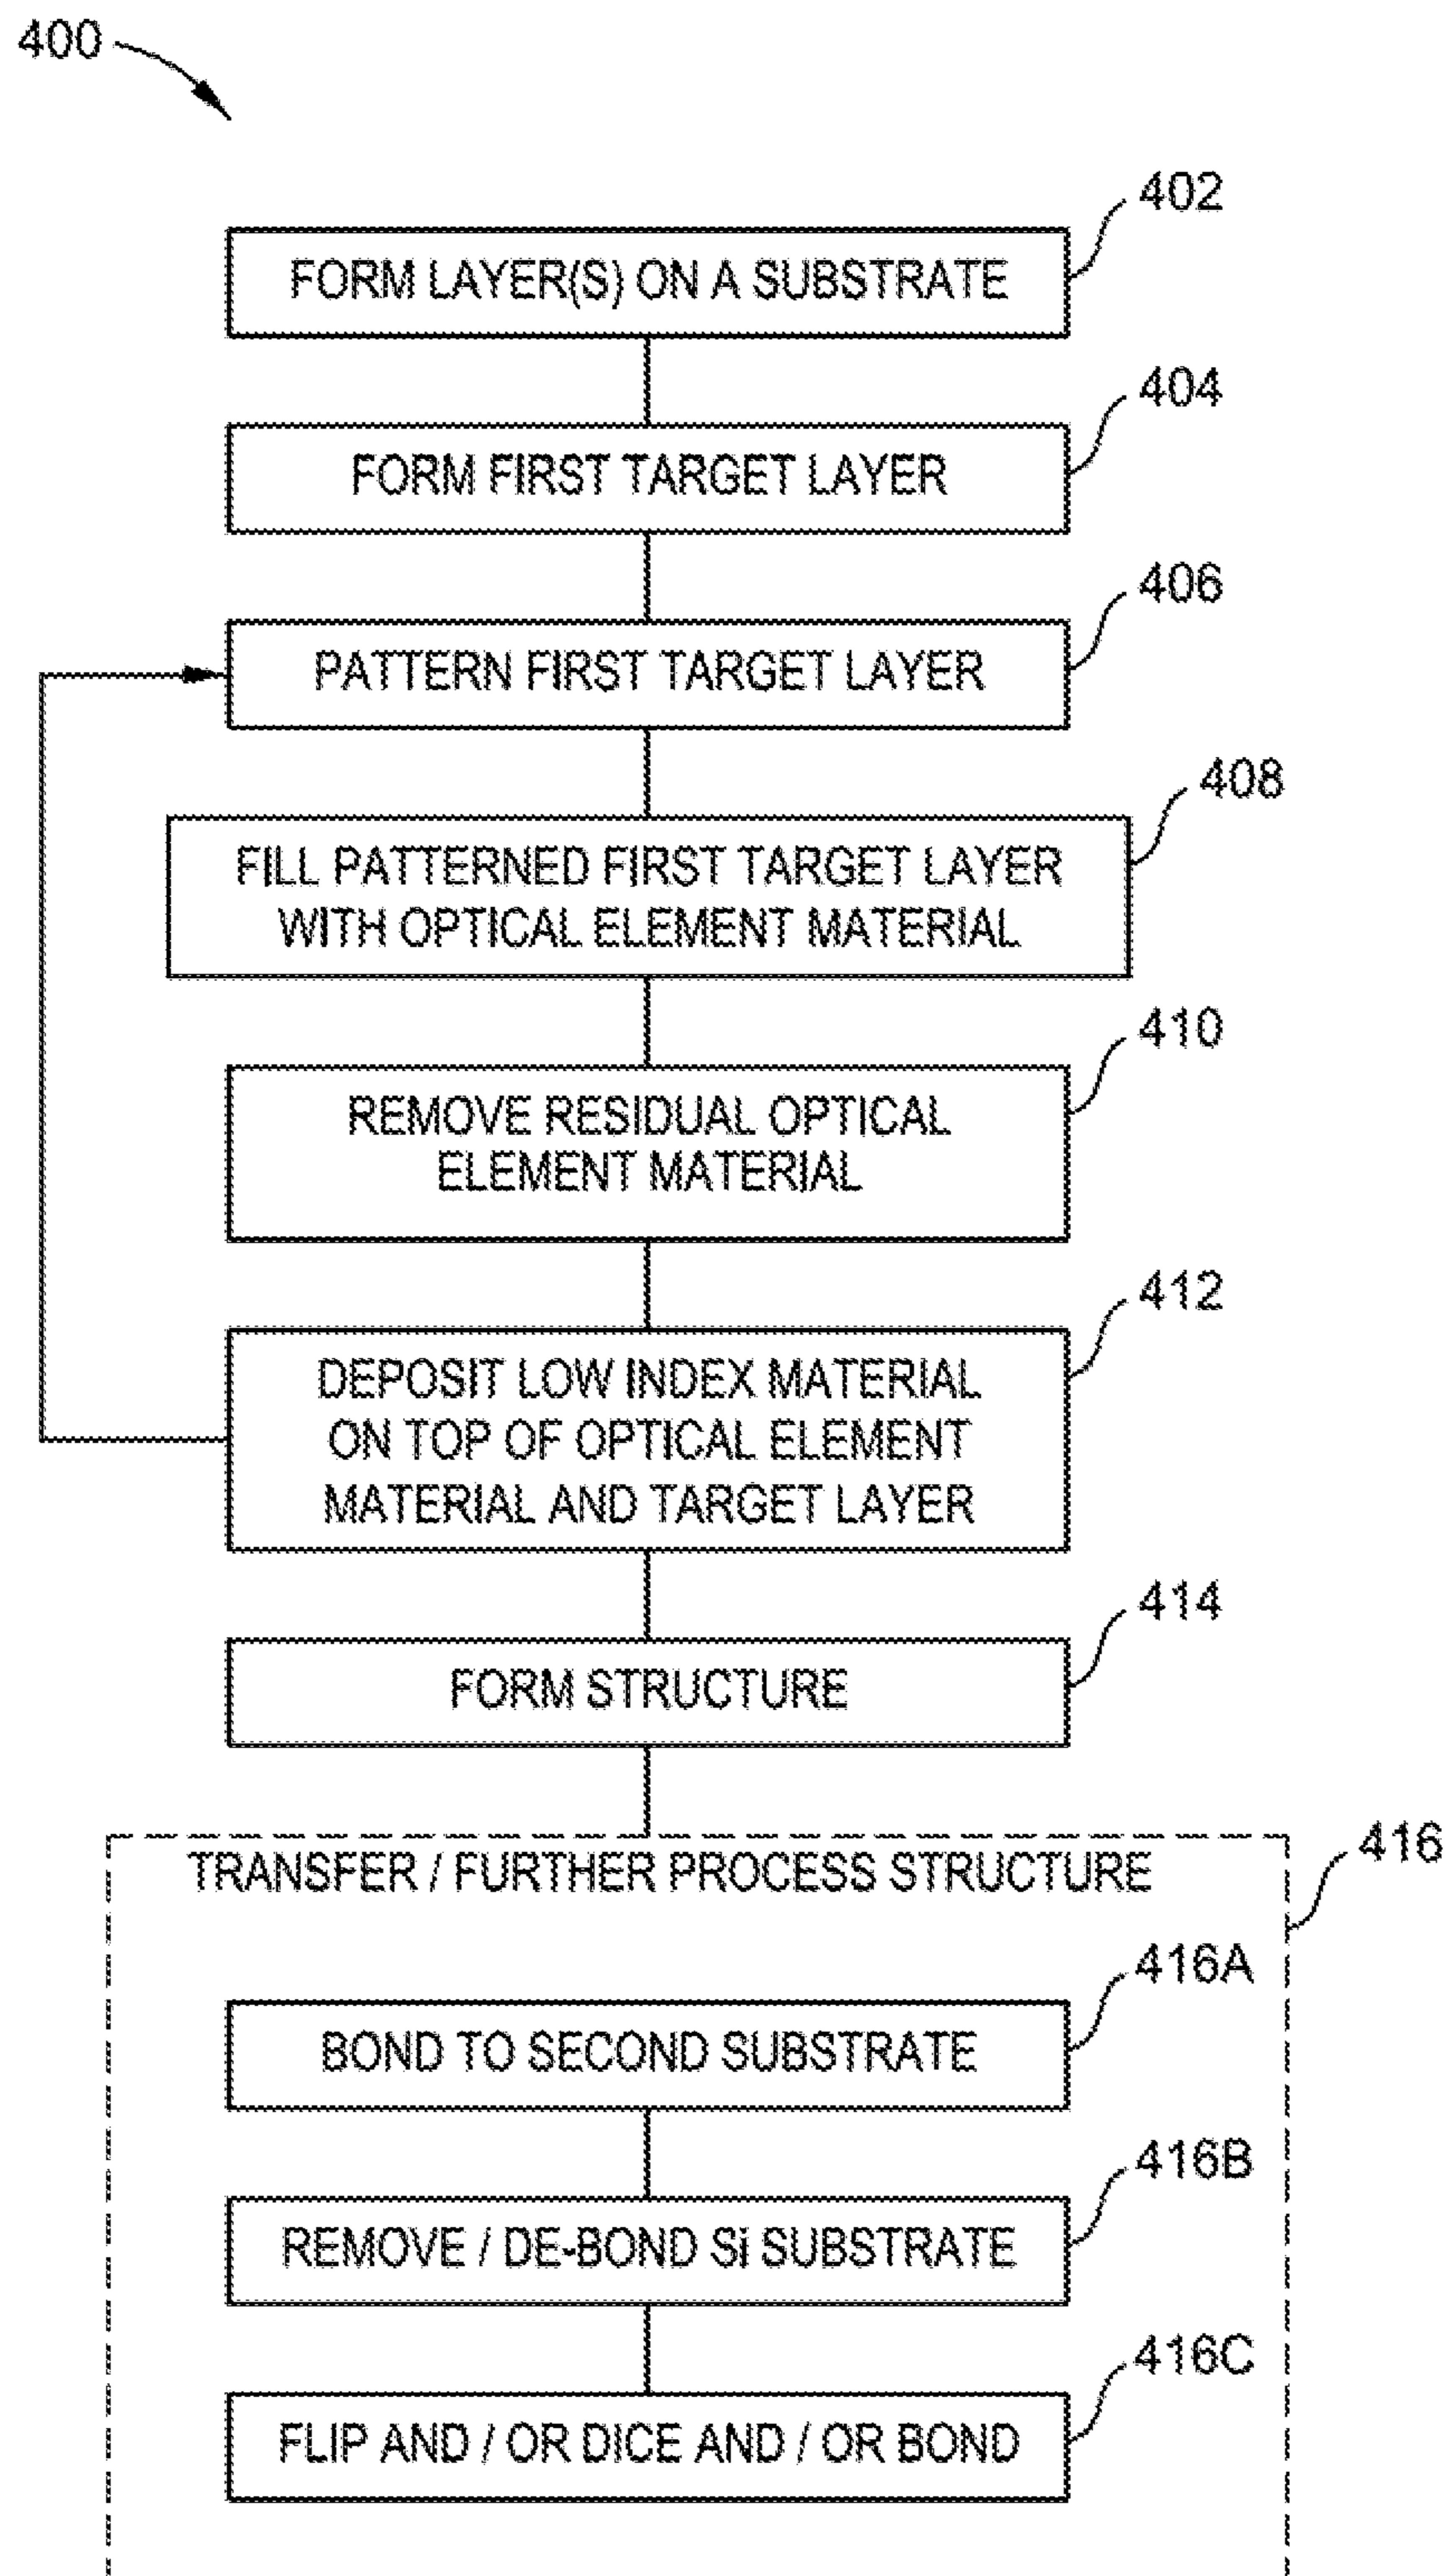 400
402
FORM LAYER(S) ON A SUBSTRATE
404
FORM FIRST TARGET LAYER
406
PATTERN FIRST TARGET LAYER
408
FILL PATTERNED FIRST TARGET LAYER
WITH OPTICAL ELEMENT MATERIAL
410
REMOVE RESIDUAL OPTICAL
ELEMENT MATERIAL
412
DEPOSIT LOW INDEX MATERIAL
ON TOP OF OPTICAL ELEMENT
MATERIAL AND TARGET LAYER
414
FORM STRUCTURE
416
TRANSFER / FURTHER PROCESS STRUCTURE
416A
BOND TO SECOND SUBSTRATE
416B
REMOVE / DE-BOND Si SUBSTRATE
416C
FLIP AND / OR DICE AND / OR BOND